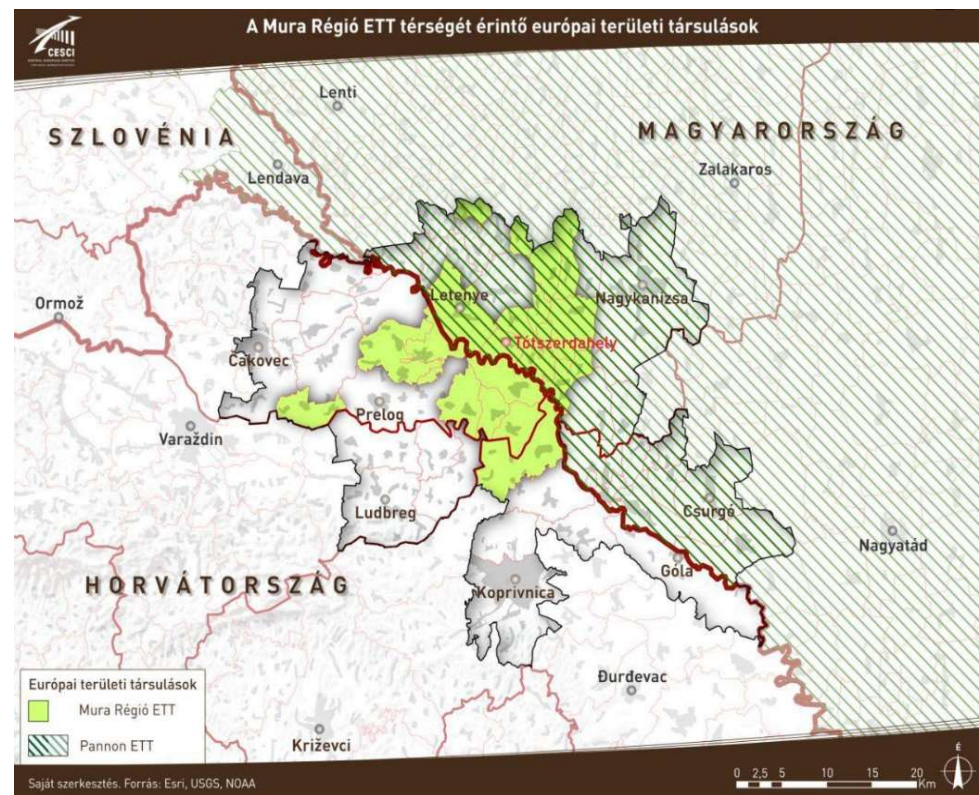 A Mura Régió ETT térségét érintő európai területi társulások
CESCI
Lenti
SZLOVÉNIA
MAGYARORSZÁG
Zalakaros
Lendava
Letenye
Nagykanizsa
Ormož
Tótszerdahely
Čakovec
Prelog
Varaždin
Ludbreg
Csurgó
Nagyatád
Góla
HORVÁTORSZÁG
Koprivnica
Đurđevac
Križevci
Európai területi társulások
Mura Régió ETT
Pannon ETT
Saját szerkesztés. Forrás: Esri, USGS, NOAA
0 2,5 5 10 15 20
Km
É